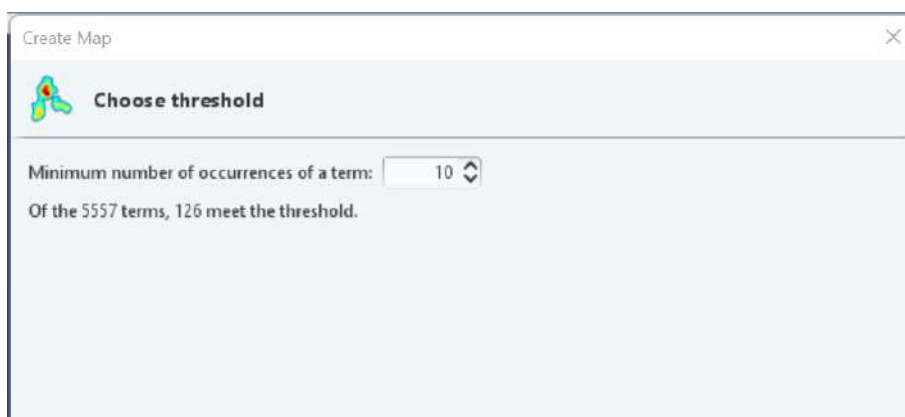 Create Map
Choose threshold
Minimum number of occurrences of a term: 10
Of the 5557 terms, 126 meet the threshold.